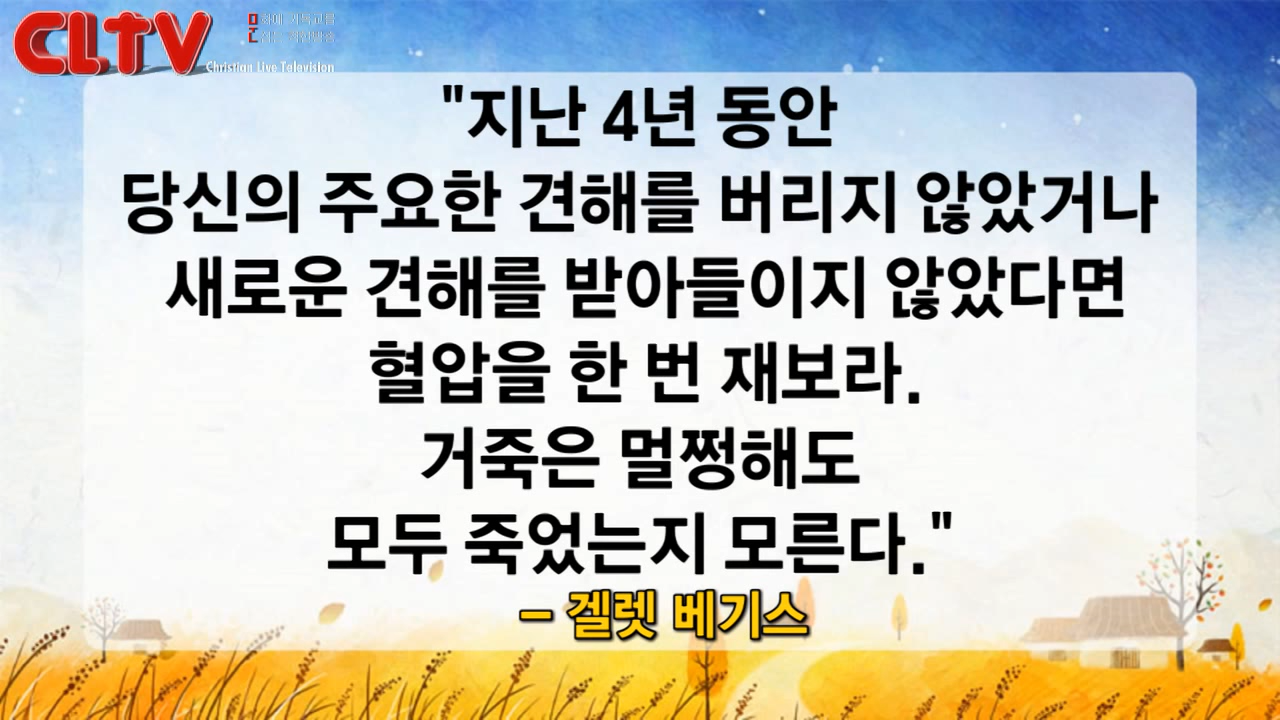 CLTV
Christian Live Television
"지난 4년 동안
당신의 주요한 견해를 버리지 않았거나
새로운 견해를 받아들이지 않았다면
혈압을 한 번 재보라.
거죽은 멀쩡해도
모두 죽었는지 모른다."
- 겔렛 베기스